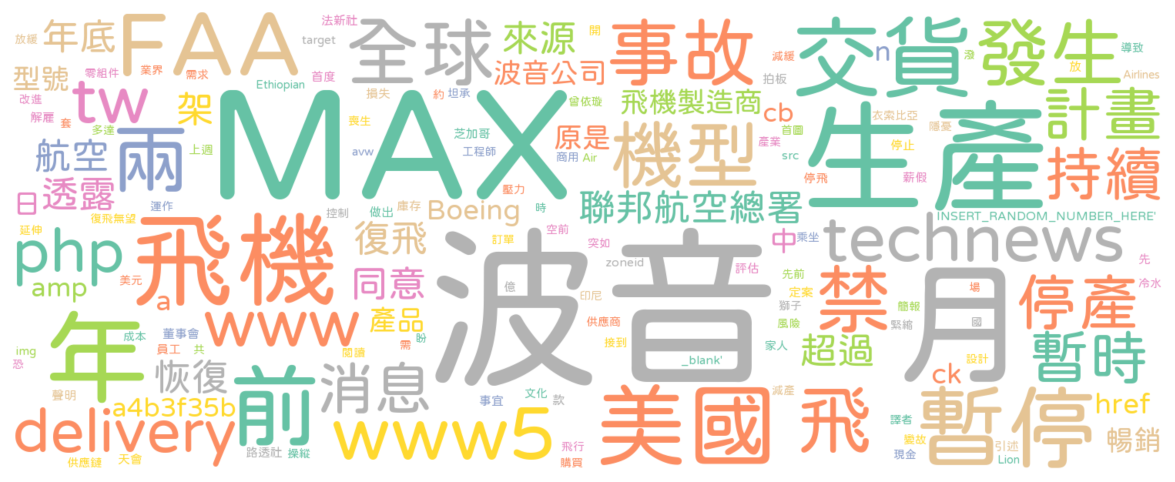 放緩 年底 FAA 法新社 target 全球 來源 關 事故 交貨 潑 發生 導致
型號 零組件 業界 需求 Ethiopian 首度 損失 約 坦承 波音公司 曾依璇 減緩 拍板 n 放 Airlines
改進 tw 架 MAX 喪生 飛機製造商 cb 首圖 衣索比亞 隱憂 計畫
解雇 套 多達 兩 上週 avw 芝加哥 工程師 原是 商用 Air 機型 產業 src 停止 生產 持續
航空 日 透露 停飛 薪假
復飛無望 運作 控制 做出 庫存 Boeing 壓力 時 聯邦航空總署 INSERT_RANDOM_NUMBER_HERE'
延伸 php 飛機 復飛 訂單 空前 突如 波音 中 乘坐 technews 先
amp 美元 a 同意 億 zoneid 印尼 評估 先前 定案 獅子 禁 簡報 月 場 冷水
年 成本 董事會 www 產品 供應商 風險 緊縮 國 停產
img 恐 員工 共 閱讀 需 盼 接到 _blank' 家人 超過 設計 暫時
聲明 恢復 前 消息 文化 款 減產 ck
delivery a4b3f35b www5 事宜 美國 飛 譯者 暫停 href
供應鏈 天會 路透社 操縱 飛行 購買 變故 現金 引述 Lion 暢銷